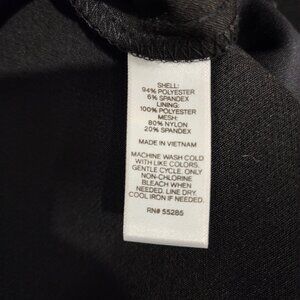 SHELL:
94% POLYESTER
6% SPANDEX
LINING:
100% POLYESTER
MESH:
80% NYLON
20% SPANDEX
MADE IN VIETNAM
MACHINE WASH COLD
WITH LIKE COLORS,
GENTLE CYCLE. ONLY
NON-CHLORINE
BLEACH WHEN
NEEDED. LINE DRY.
COOL IRON IF NEEDED.
RN# 55285